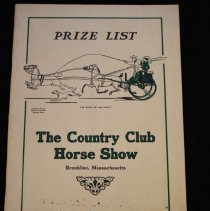 PRIZE LIST
The Country Club
Horse Show
Brookline, Massachusetts